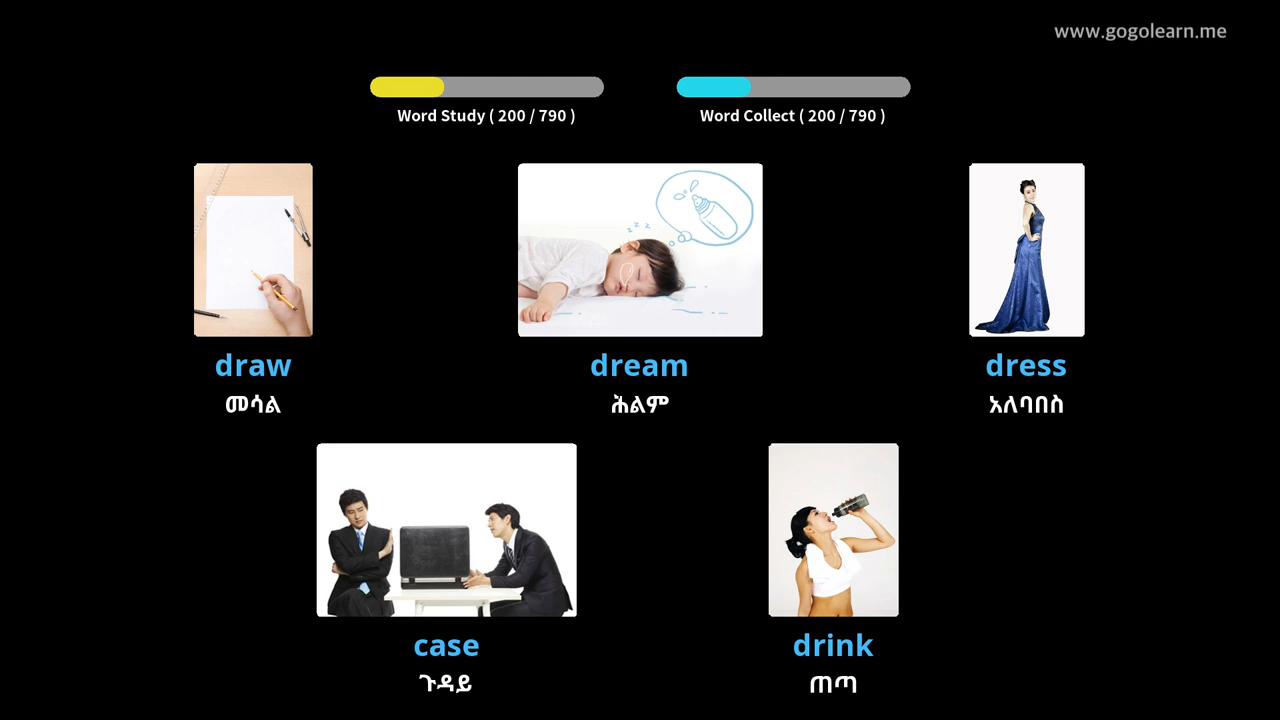 www.gogolearn.me
Word Study ( 200 / 790 )
Word Collect ( 200 / 790 )
draw
መሳል
dream
ሕልም
dress
አለባበስ
case
ጉዳይ
drink
ጠጣ